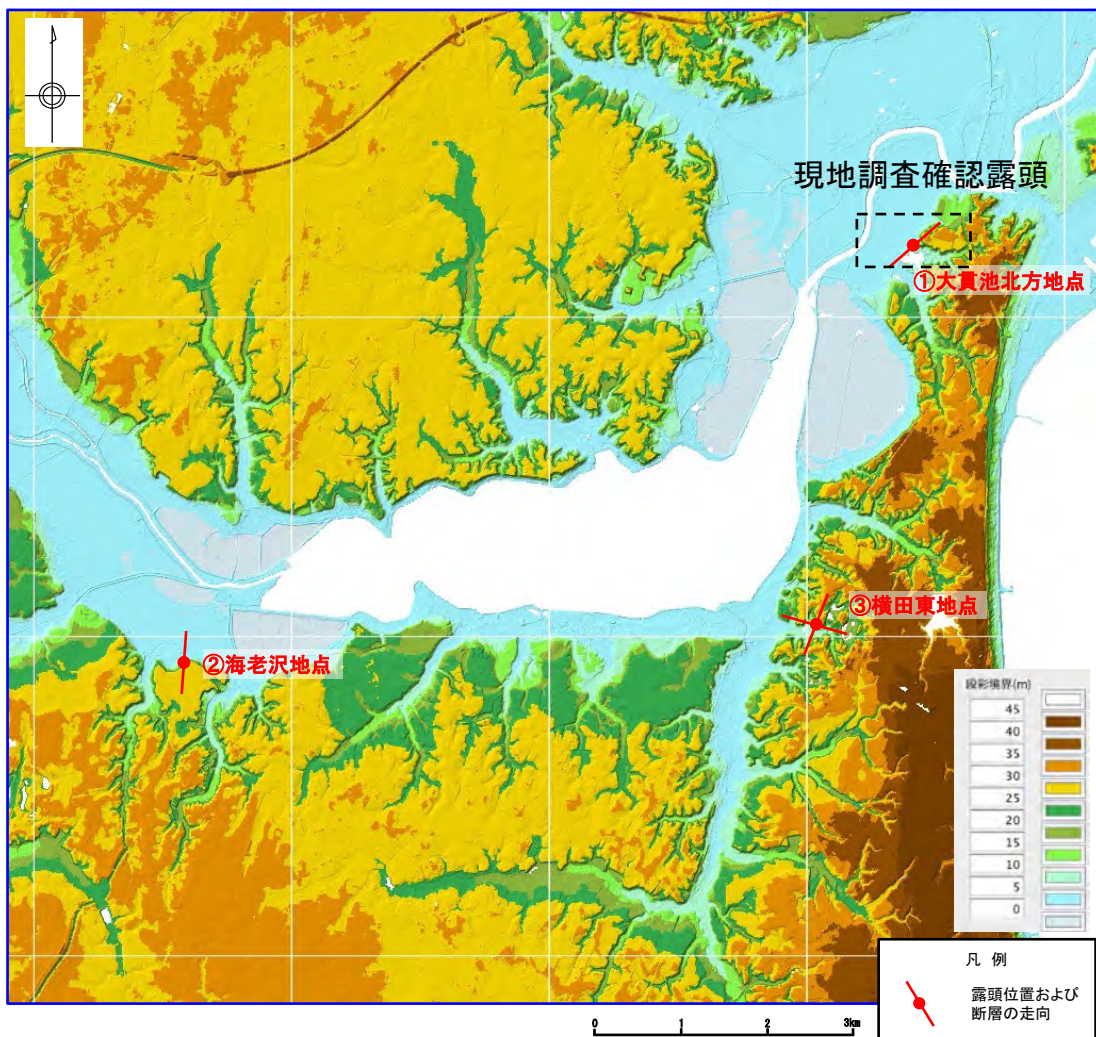 現地調査確認露頭
①大貫池北方地点
③横田東地点
②海老沢地点
段彩境界(m)
45
40
35
30
25
20
15
10
5
0
凡 例
露頭位置および
断層の走向
0 1 2 3km